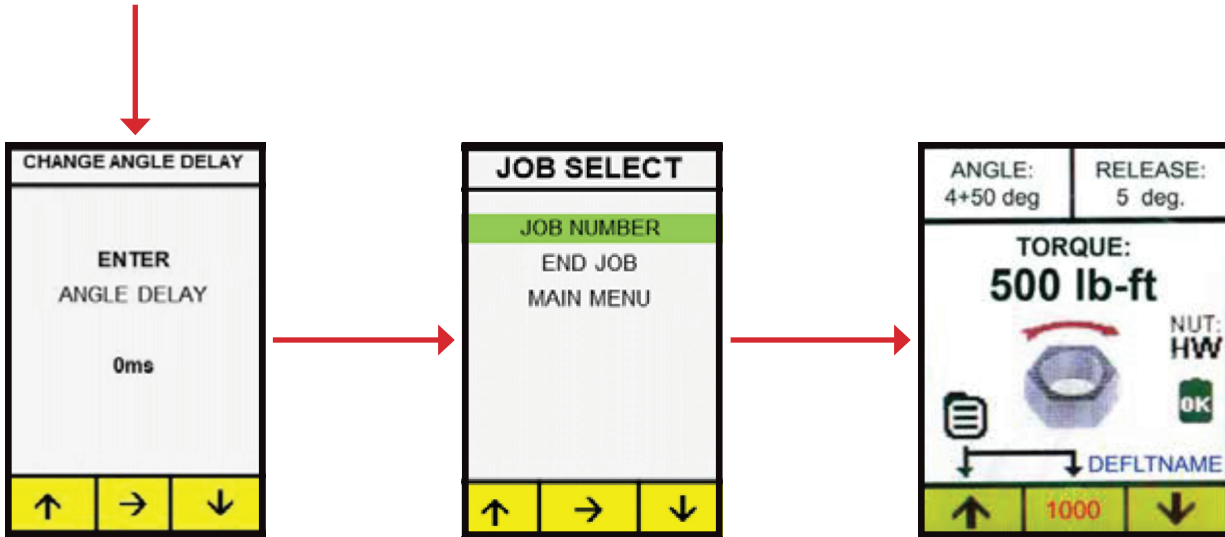 CHANGE ANGLE DELAY
ENTER
ANGLE DELAY
0ms
JOB SELECT
JOB NUMBER
END JOB
MAIN MENU
ANGLE:
4+50 deg
RELEASE:
5 deg.
TORQUE:
500 lb-ft
NUT:
HW
OK
DEFLTNAME
1000